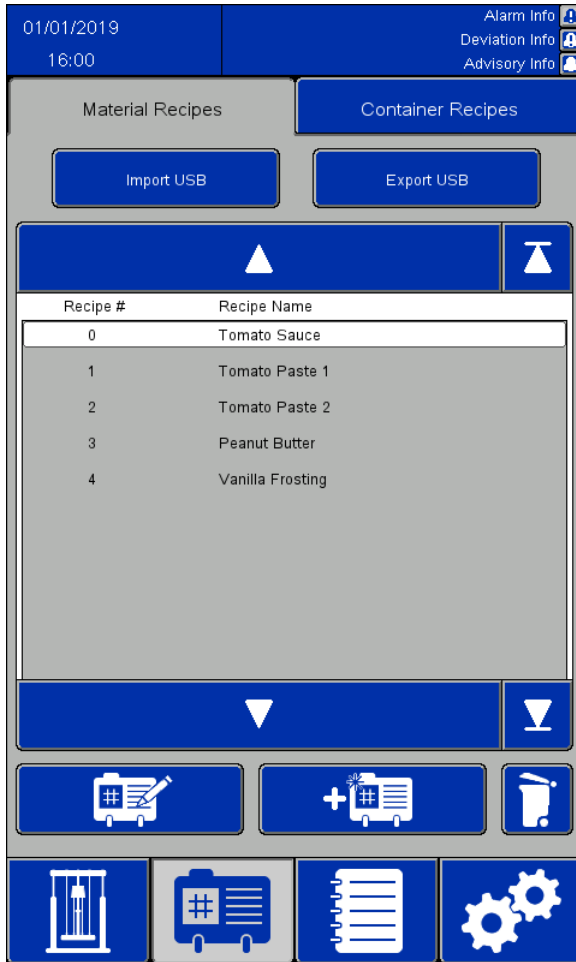 01/01/2019
16:00
Alarm Info
Deviation Info
Advisory Info
Material Recipes
Container Recipes
Import USB
Export USB
Recipe # Recipe Name
0 Tomato Sauce
1 Tomato Paste 1
2 Tomato Paste 2
3 Peanut Butter
4 Vanilla Frosting
#
#
#